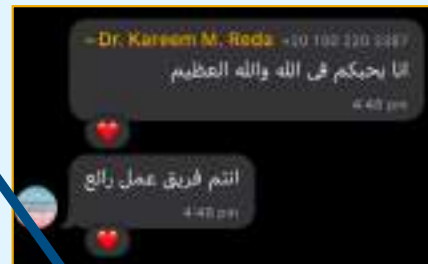 ~Dr. Kareem M. Reda
انا بحبكم فى الله والله العظيم
4:48 pm
انتم فريق عمل رائع
4:48 pm